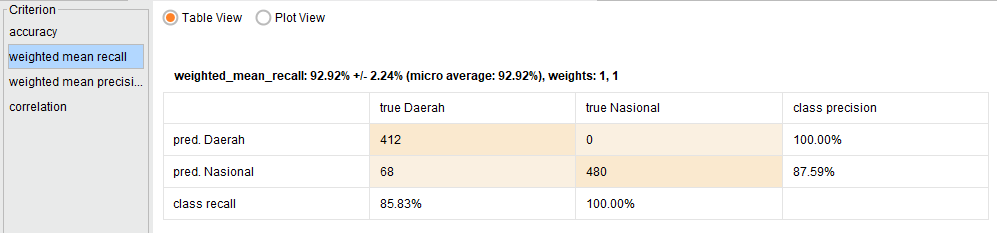 Criterion
accuracy
weighted mean recall
weighted mean precisi...
correlation
Table View Plot View
weighted_mean_recall: 92.92% +/- 2.24% (micro average: 92.92%), weights: 1, 1
true Daerah true Nasional class precision
pred. Daerah 412 0 100.00%
pred. Nasional 68 480 87.59%
class recall 85.83% 100.00%